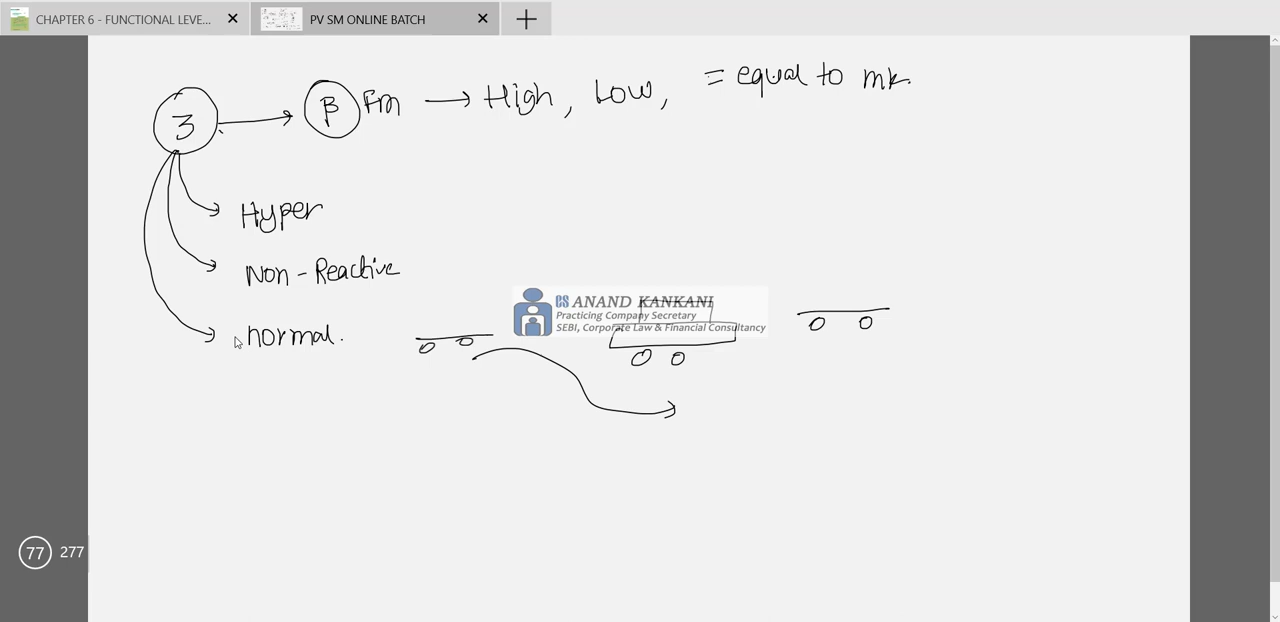 CHAPTER 6 - FUNCTIONAL LEVE...
PV SM ONLINE BATCH
3 → β Fm → High, Low, = equal to mk.
Hyper
Non-Reactive
normal.
CS ANAND KANKANI
Practicing Company Secretary
SEBI, Corporate Law & Financial Consultancy
77 277